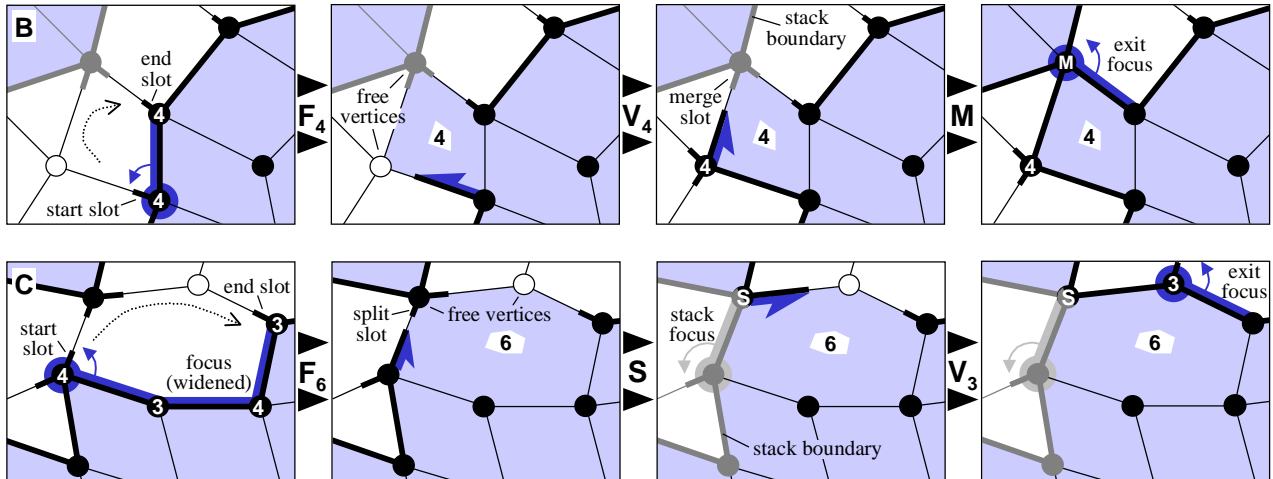 B
end
slot
4
4
start slot
F4
free
vertices
4
V4
stack
boundary
merge
slot
4
4
M
M
exit
focus
4
4
C
start
slot
end slot
4
3
focus
(widened)
3
4
F6
split
slot
free vertices
6
S
S
stack
focus
6
stack boundary
V3
S
3
exit
focus
6